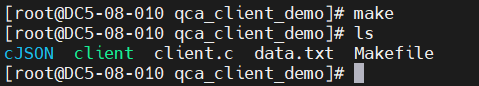 [root@DC5-08-010 qca_client_demo]# make
[root@DC5-08-010 qca_client_demo]# ls
cJSON  client  client.c  data.txt  Makefile
[root@DC5-08-010 qca_client_demo]#